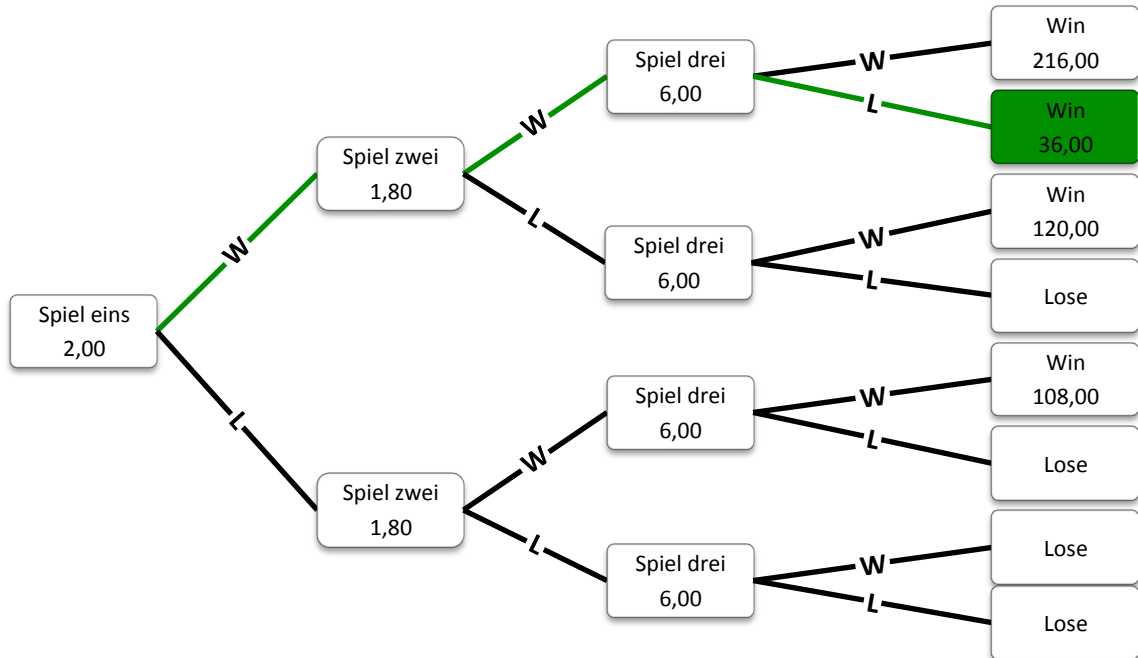 Spiel eins
2,00
W
L
Spiel zwei
1,80
W
L
Spiel zwei
1,80
W
L
Spiel drei
6,00
W
L
Spiel drei
6,00
W
L
Spiel drei
6,00
W
L
Spiel drei
6,00
W
L
Win
216,00
Win
36,00
Win
120,00
Lose
Win
108,00
Lose
Lose
Lose